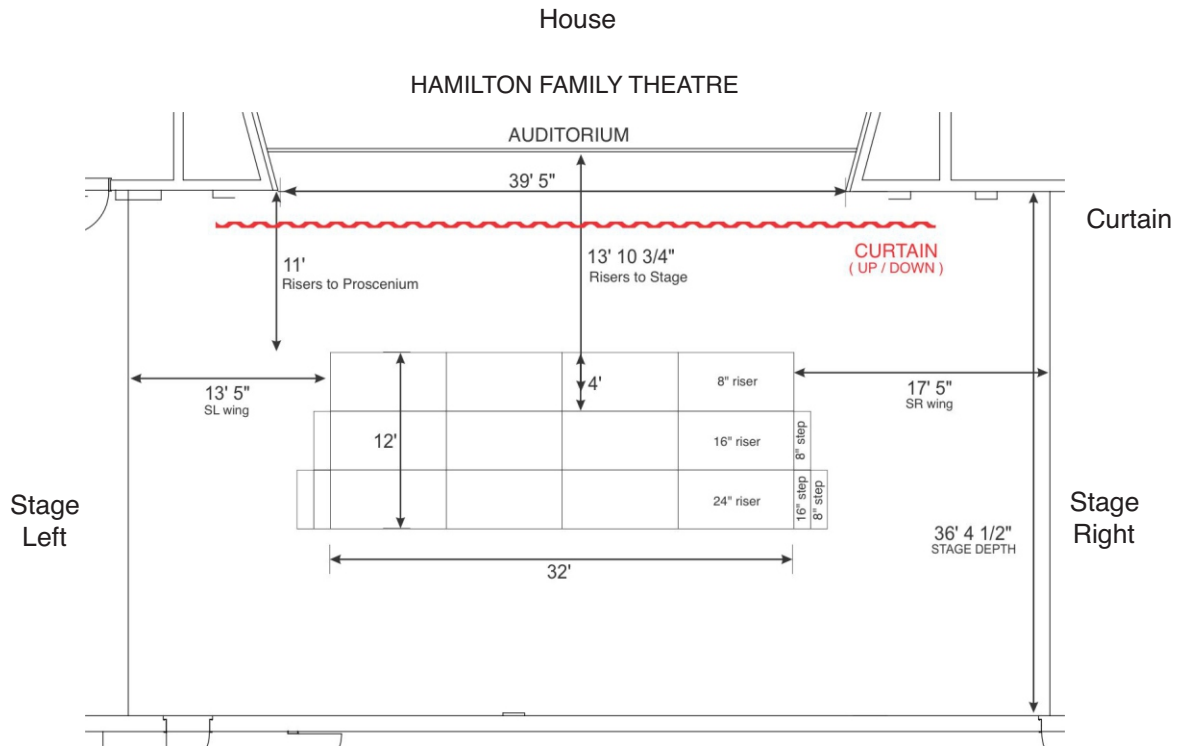 House
HAMILTON FAMILY THEATRE
AUDITORIUM
39' 5"
Curtain
CURTAIN
( UP / DOWN )
11'
Risers to Proscenium
13' 10 3/4"
Risers to Stage
13' 5"
SL wing
4'
8" riser
17' 5"
SR wing
12'
16" riser
8" step
24" riser
16" step
8" step
Stage
Left
36' 4 1/2"
STAGE DEPTH
Stage
Right
32'